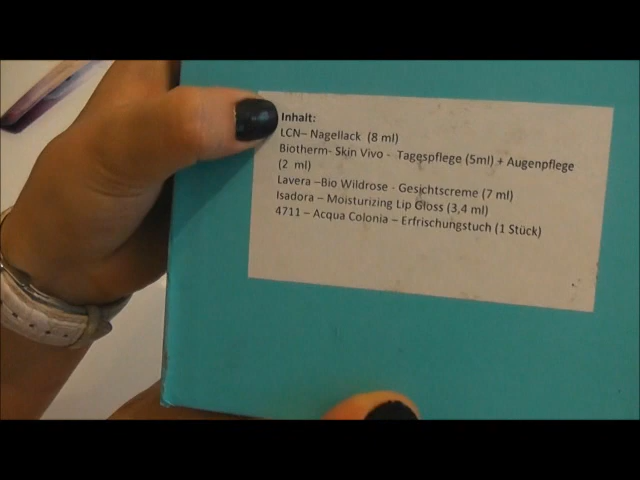 Inhalt:
LCN– Nagellack (8 ml)
Biotherm- Skin Vivo - Tagespflege (5ml) + Augenpflege
(2 ml)
Lavera –Bio Wildrose - Gesichtscreme (7 ml)
Isadora – Moisturizing Lip Gloss (3,4 ml)
4711 – Acqua Colonia – Erfrischungstuch (1 Stück)